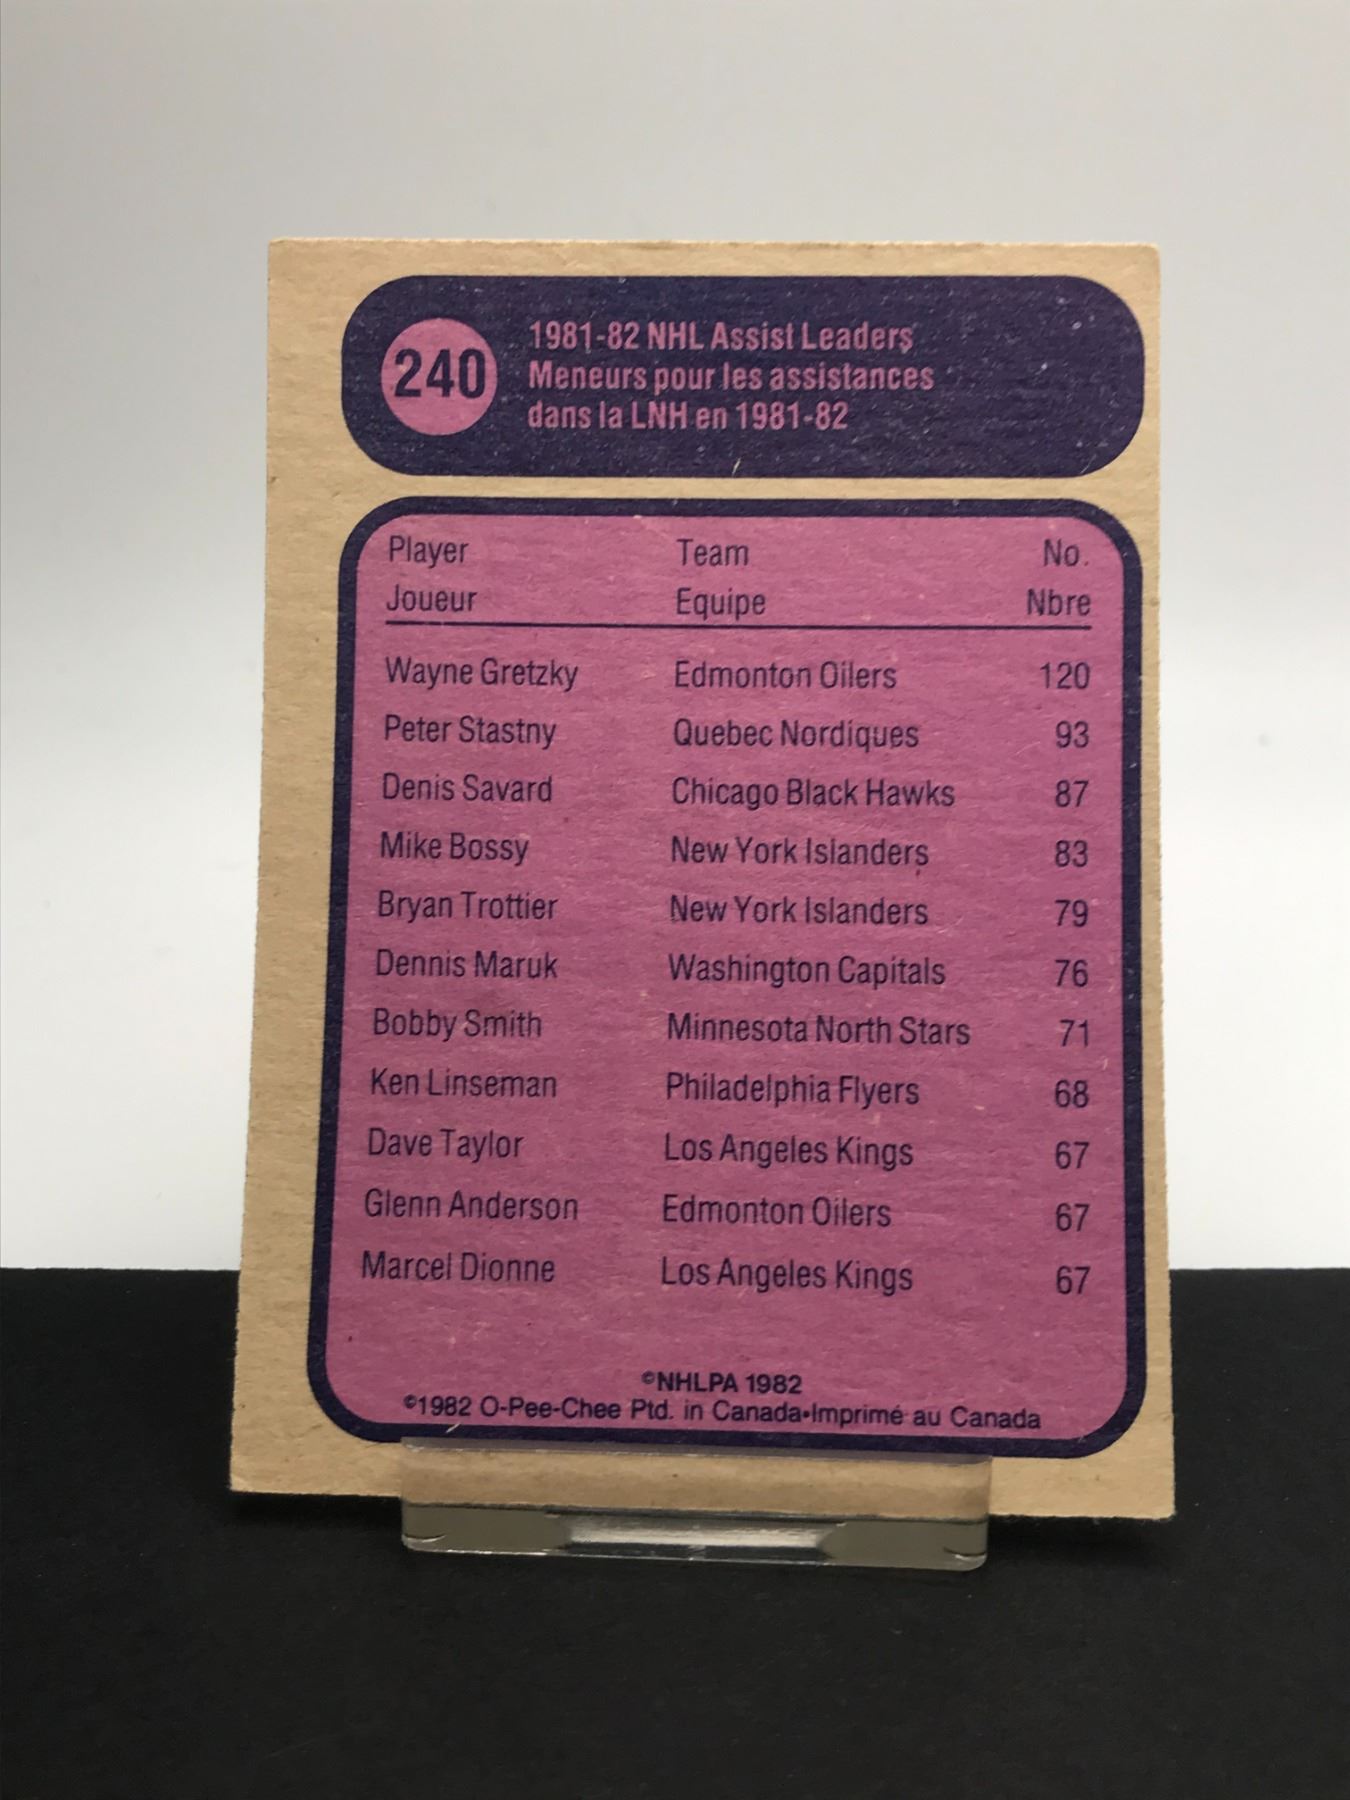 240
1981-82 NHL Assist Leaders
Meneurs pour les assistances
dans la LNH en 1981-82
Player Team No.
Joueur Equipe Nbre
Wayne Gretzky Edmonton Oilers 120
Peter Stastny Quebec Nordiques 93
Denis Savard Chicago Black Hawks 87
Mike Bossy New York Islanders 83
Bryan Trottier New York Islanders 79
Dennis Maruk Washington Capitals 76
Bobby Smith Minnesota North Stars 71
Ken Linseman Philadelphia Flyers 68
Dave Taylor Los Angeles Kings 67
Glenn Anderson Edmonton Oilers 67
Marcel Dionne Los Angeles Kings 67
©NHLPA 1982
©1982 O-Pee-Chee Ptd. in Canada•Imprimé au Canada